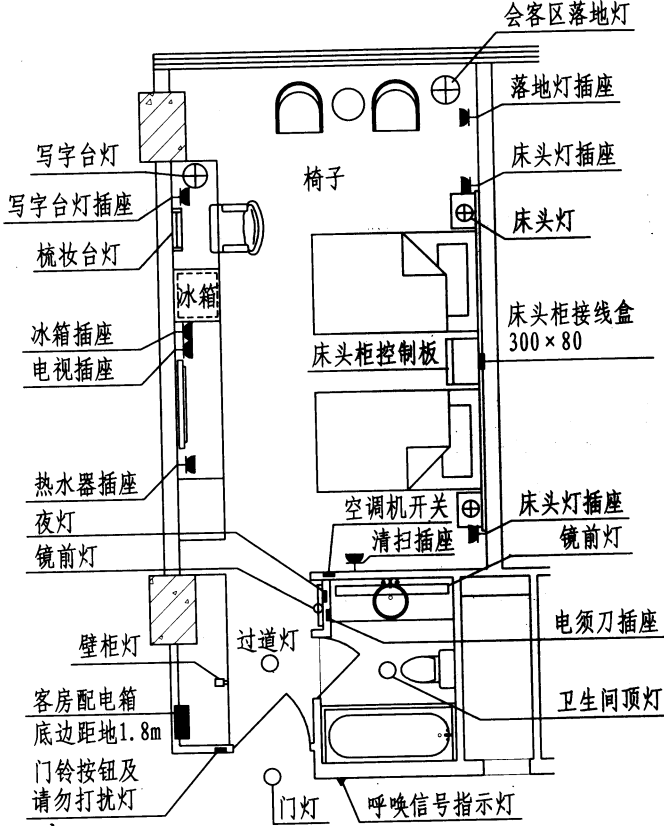 会客区落地灯
落地灯插座
写字台灯
床头灯插座
椅子
写字台灯插座
床头灯
梳妆台灯
冰箱
床头柜接线盒
300×80
冰箱插座
电视插座
床头柜控制板
热水器插座
空调机开关
床头灯插座
夜灯
清扫插座
镜前灯
镜前灯
电须刀插座
过道灯
壁柜灯
客房配电箱
底边距地1.8m
卫生间顶灯
门铃按钮及
请勿打扰灯
门灯
呼唤信号指示灯